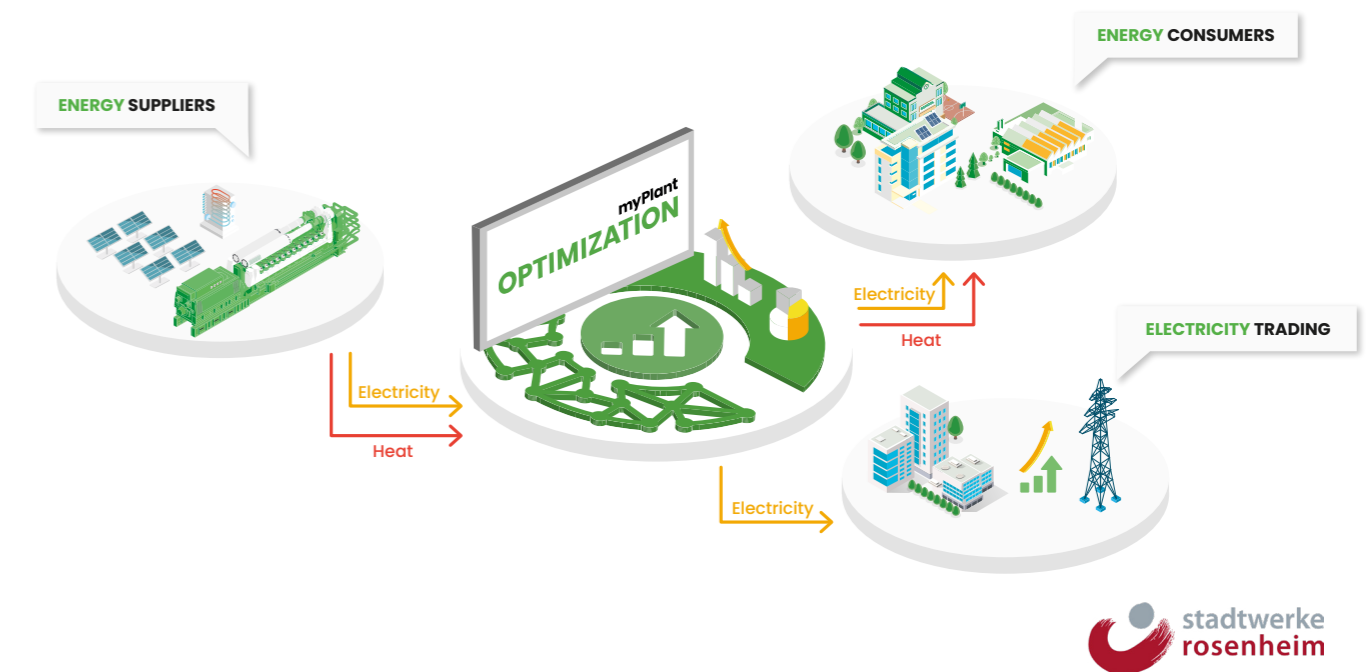 ENERGY CONSUMERS
ENERGY SUPPLIERS
myPlant
OPTIMIZATION
Electricity
Heat
ELECTRICITY TRADING
Electricity
Heat
Electricity
stadtwerke
rosenheim